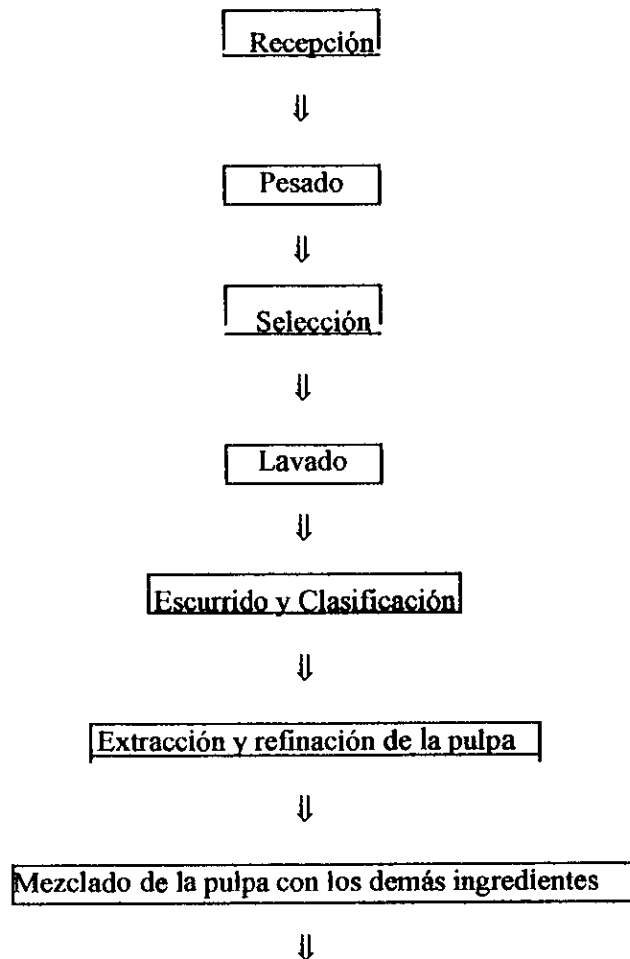 Recepción
⇓
Pesado
⇓
Selección
⇓
Lavado
⇓
Escurrido y Clasificación
⇓
Extracción y refinación de la pulpa
⇓
Mezclado de la pulpa con los demás ingredientes
⇓